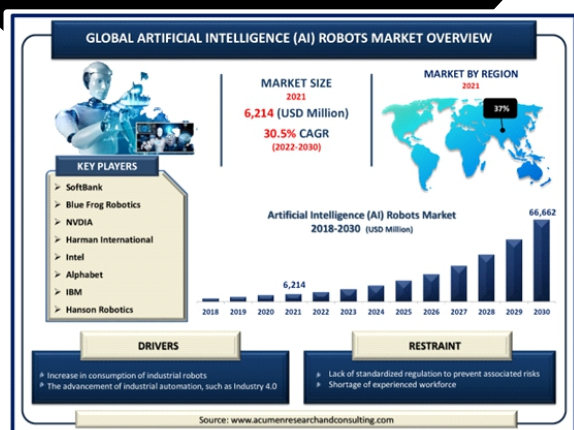 GLOBAL ARTIFICIAL INTELLIGENCE (AI) ROBOTS MARKET OVERVIEW
MARKET SIZE
2021
6,214 (USD Million)
30.5% CAGR
(2022-2030)
MARKET BY REGION
2021
37%
KEY PLAYERS
SoftBank
Blue Frog Robotics
NVDIA
Harman International
Intel
Alphabet
IBM
Hanson Robotics
Artificial Intelligence (AI) Robots Market
2018-2030 (USD Million)
66,662
6,214
2018 2019 2020 2021 2022 2023 2024 2025 2026 2027 2028 2029 2030
DRIVERS
Increase in consumption of industrial robots
The advancement of industrial automation, such as Industry 4.0
RESTRAINT
Lack of standardized regulation to prevent associated risks
Shortage of experienced workforce
Source: www.acumenresearchandconsulting.com